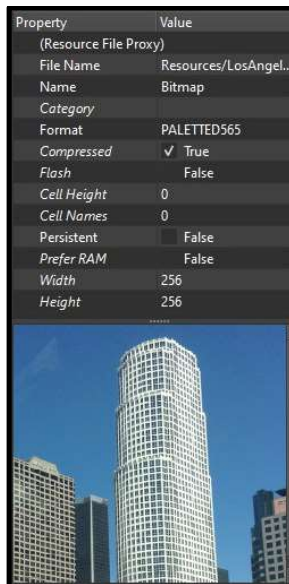 Property Value
(Resource File Proxy)
File Name Resources/LosAngel..
Name Bitmap
Category
Format PALETTED565
Compressed ✓ True
Flash False
Cell Height 0
Cell Names 0
Persistent False
Prefer RAM False
Width 256
Height 256